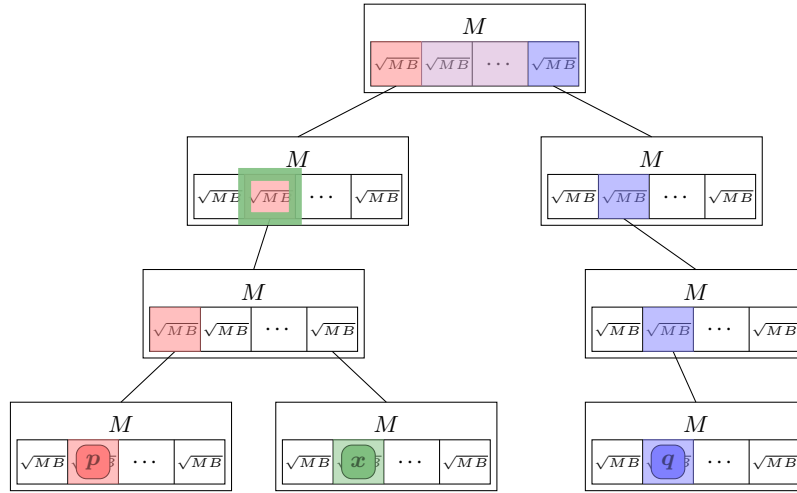 M
√MB √MB ··· √MB
M M
√MB √MB ··· √MB √MB √MB ··· √MB
M M
√MB √MB ··· √MB √MB √MB ··· √MB
M M M
√MB p ··· √MB √MB x ··· √MB √MB q ··· √MB